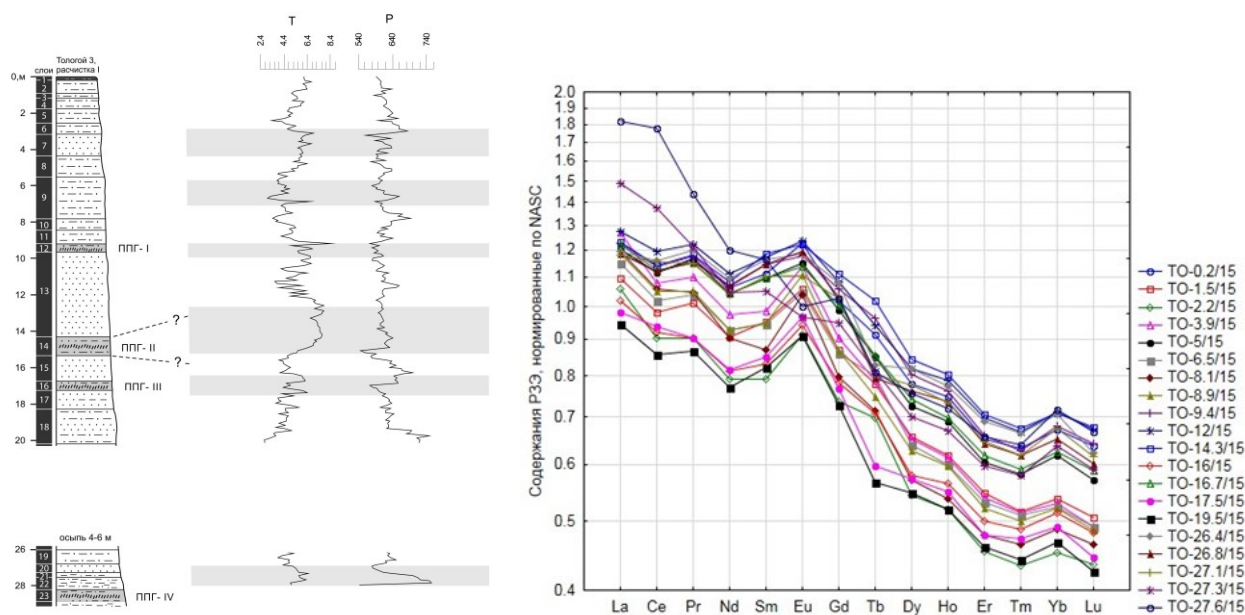 T P
2.4 4.4 6.4 8.4 540 640 740
Тологой 3,
расчистка I
слои
0,м
2
4
6
8
10
12
14
16
18
20
1
2
3
4
5
6
7
8
9
10
11
12
13
14
15
16
17
18
ППГ- I
?
ППГ- II
?
ППГ- III
осыпь 4-6 м
26
28
19
20
21
22
23
ППГ- IV
Содержания РЗЭ, нормированные по NASC
2.0
1.9
1.8
1.7
1.6
1.5
1.4
1.3
1.2
1.1
1.0
0.9
0.8
0.7
0.6
0.5
0.4
La Ce Pr Nd Sm Eu Gd Tb Dy Ho Er Tm Yb Lu
TO-0.2/15
TO-1.5/15
TO-2.2/15
TO-3.9/15
TO-5/15
TO-6.5/15
TO-8.1/15
TO-8.9/15
TO-9.4/15
TO-12/15
TO-14.3/15
TO-16/15
TO-16.7/15
TO-17.5/15
TO-19.5/15
TO-26.4/15
TO-26.8/15
TO-27.1/15
TO-27.3/15
TO-27.6/15